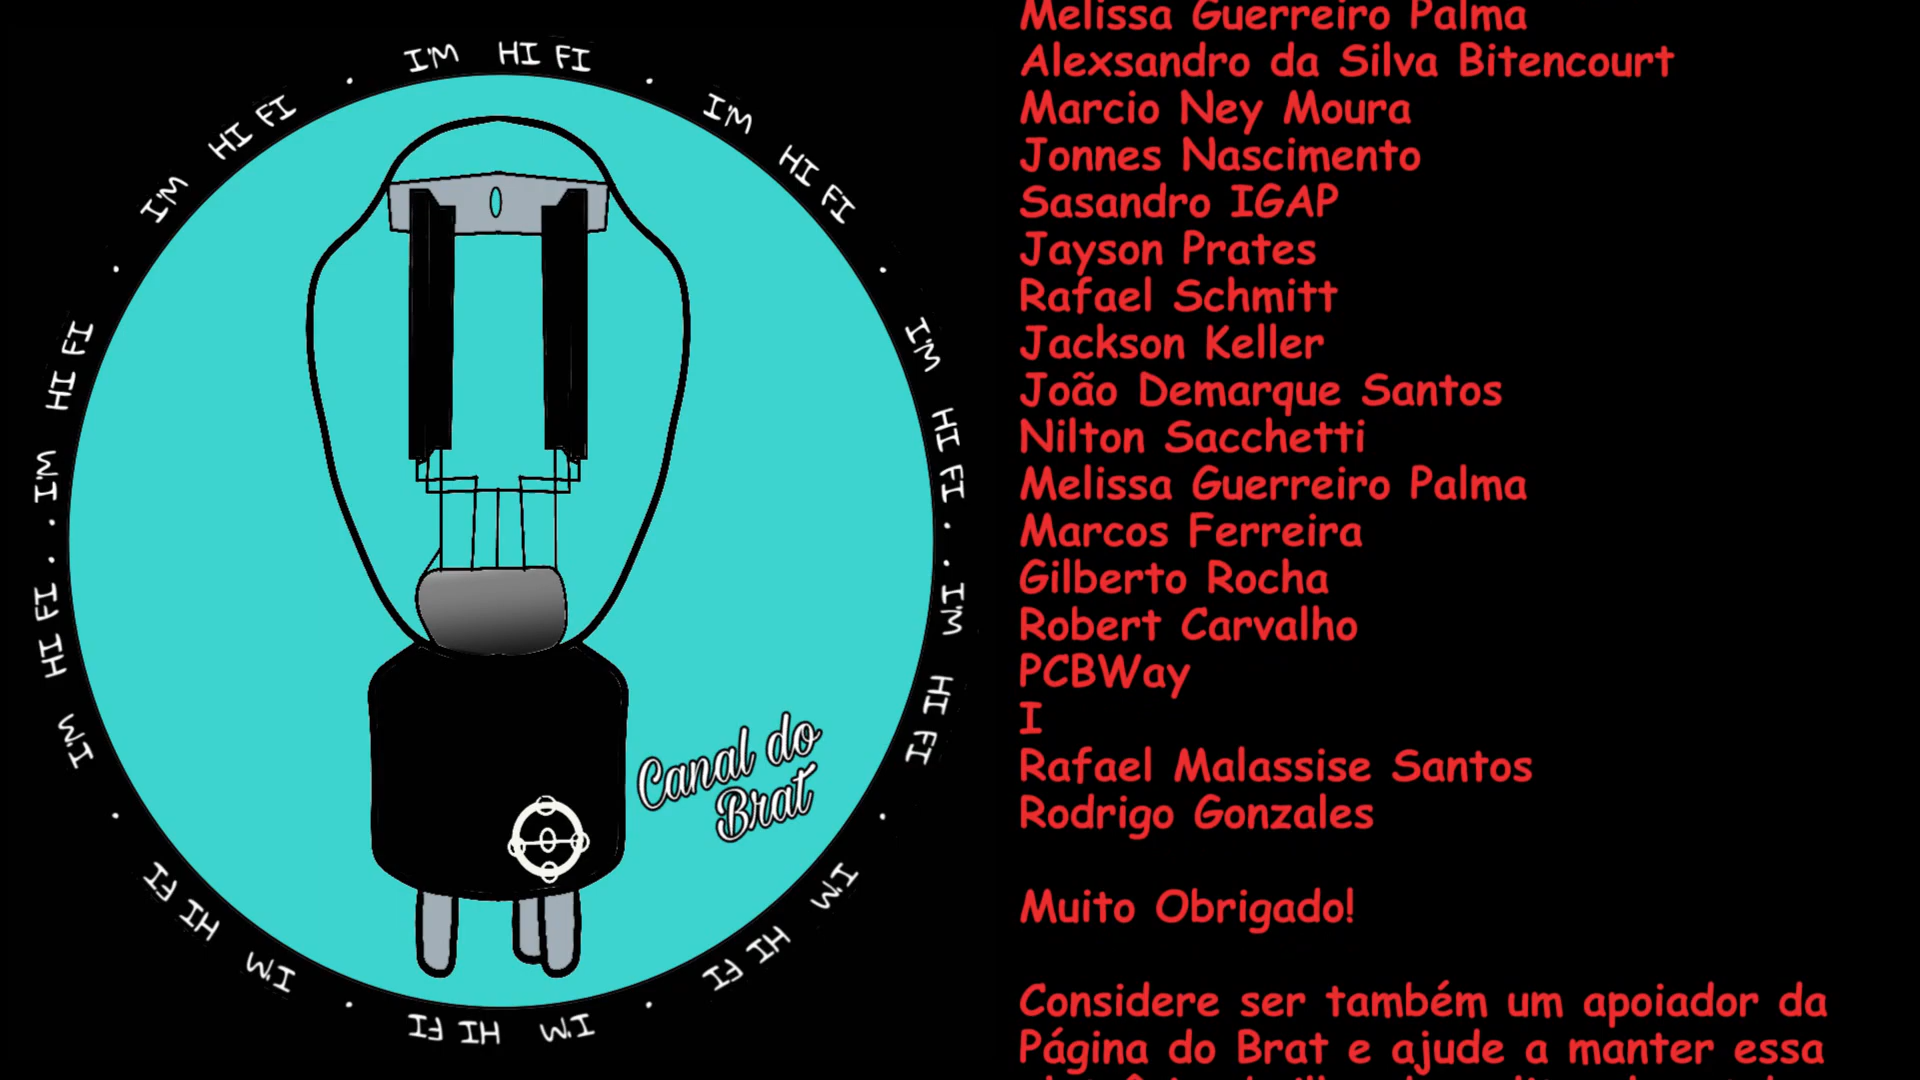 I'M HI FI . I'M HI FI . I'M HI FI . I'M HI FI . I'M HI FI . I'M HI FI . I'M HI FI . I'M HI FI . I'M HI FI . I'M HI FI .
Canal do
Brat
Melissa Guerreiro Palma
Alexsandro da Silva Bitencourt
Marcio Ney Moura
Jonnes Nascimento
Sasandro IGAP
Jayson Prates
Rafael Schmitt
Jackson Keller
João Demarque Santos
Nilton Sacchetti
Melissa Guerreiro Palma
Marcos Ferreira
Gilberto Rocha
Robert Carvalho
PCBWay
I
Rafael Malassise Santos
Rodrigo Gonzales
Muito Obrigado!
Considere ser também um apoiador da
Página do Brat e ajude a manter essa